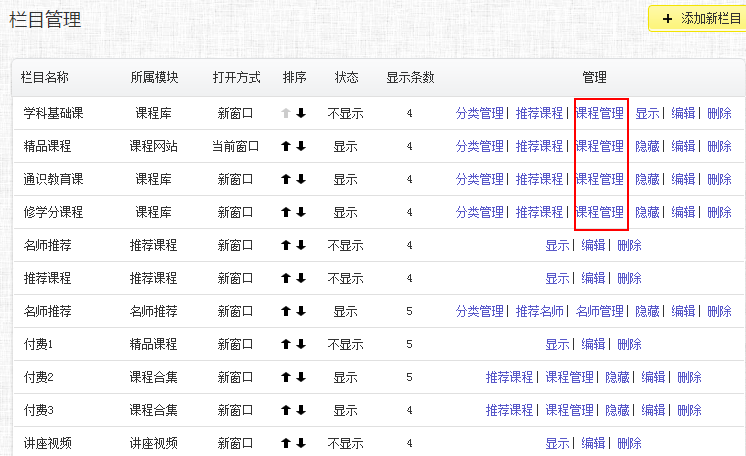 栏目管理
+ 添加新栏目
栏目名称 所属模块 打开方式 排序 状态 显示条数 管理
学科基础课 课程库 新窗口 不显示 4 分类管理| 推荐课程| 课程管理 显示| 编辑| 删除
精品课程 课程网站 当前窗口 显示 4 分类管理| 推荐课程| 课程管理 隐藏| 编辑| 删除
通识教育课 课程库 新窗口 显示 4 分类管理| 推荐课程| 课程管理 隐藏| 编辑| 删除
修学分课程 课程库 新窗口 显示 4 分类管理| 推荐课程| 课程管理 隐藏| 编辑| 删除
名师推荐 推荐课程 新窗口 不显示 4 显示| 编辑| 删除
推荐课程 推荐课程 新窗口 不显示 4 显示| 编辑| 删除
名师推荐 名师推荐 新窗口 显示 5 分类管理| 推荐名师| 名师管理| 隐藏| 编辑| 删除
付费1 精品课程 新窗口 不显示 5 显示| 编辑| 删除
付费2 课程合集 新窗口 显示 5 推荐课程| 课程管理| 隐藏| 编辑| 删除
付费3 课程合集 新窗口 显示 4 推荐课程| 课程管理| 隐藏| 编辑| 删除
讲座视频 讲座视频 新窗口 不显示 4 显示| 编辑| 删除